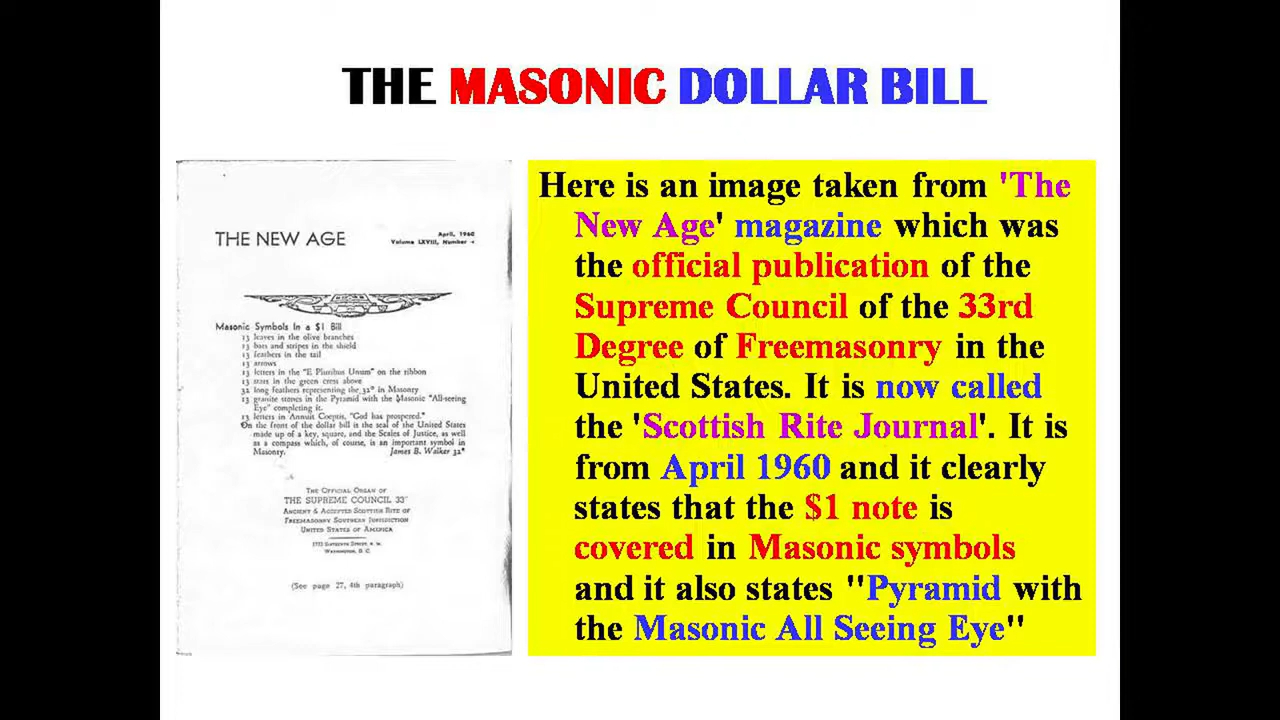 THE MASONIC DOLLAR BILL
THE NEW AGE
April, 1960
Volume LXVIII, Number 4
Masonic Symbols In a $1 Bill
13 leaves in the olive branches
13 bars and stripes in the shield
13 feathers in the tail
13 arrows
13 letters in the "E Pluribus Unum" on the ribbon
13 stars in the green crest above
32 long feathers representing the 32° in Masonry
13 granite stones in the Pyramid with the Masonic "All-seeing
Eye" completing it.
13 letters in Annuit Coeptis, "God has prospered."
On the front of the dollar bill is the seal of the United States
made up of a key, square, and the Scales of Justice, as well
as a compass which, of course, is an important symbol in
Masonry. James B. Walker 32°
THE OFFICIAL ORGAN OF
THE SUPREME COUNCIL 33°
ANCIENT & ACCEPTED SCOTTISH RITE OF
FREEMASONRY SOUTHERN JURISDICTION
UNITED STATES OF AMERICA
1733 SIXTEENTH STREET, N. W.
WASHINGTON, D. C.
(See page 27, 4th paragraph)
Here is an image taken from 'The
New Age' magazine which was
the official publication of the
Supreme Council of the 33rd
Degree of Freemasonry in the
United States. It is now called
the 'Scottish Rite Journal'. It is
from April 1960 and it clearly
states that the $1 note is
covered in Masonic symbols
and it also states "Pyramid with
the Masonic All Seeing Eye"